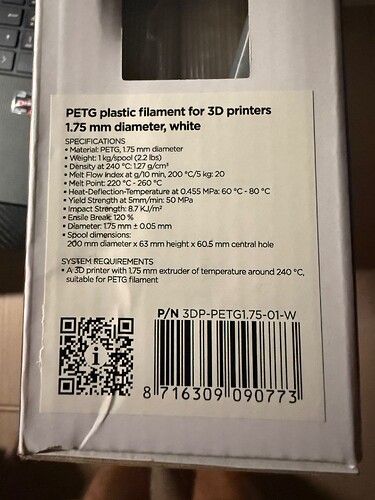 PETG plastic filament for 3D printers
1.75 mm diameter, white
SPECIFICATIONS
• Material: PETG, 1.75 mm diameter
• Weight: 1 kg/spool (2.2 lbs)
• Density at 240 °C: 1.27 g/cm³
• Melt Flow Index at g/10 min, 200 °C/5 kg: 20
• Melt Point: 220 °C - 260 °C
• Heat-Deflection-Temperature at 0.455 MPa: 60 °C - 80 °C
• Yield Strength at 5mm/min: 50 MPa
• Impact Strength: 8.7 KJ/m²
• Ensile Break: 120 %
• Diameter: 1.75 mm ± 0.05 mm
• Spool dimensions:
200 mm diameter x 63 mm height x 60.5 mm central hole
SYSTEM REQUIREMENTS
• A 3D printer with 1.75 mm extruder of temperature around 240 °C,
suitable for PETG filament
P/N 3DP-PETG1.75-01-W
i
8 716309 090773